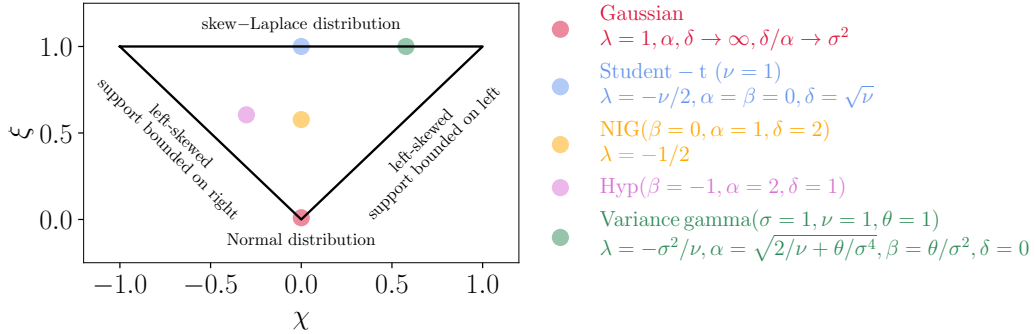 skew−Laplace distribution
1.0
0.5
0.0
ξ
left-skewed
support bounded on right
left-skewed
support bounded on left
Normal distribution
−1.0 −0.5 0.0 0.5 1.0
χ
Gaussian
λ = 1, α, δ → ∞, δ/α → σ²
Student − t (ν = 1)
λ = −ν/2, α = β = 0, δ = √ν
NIG(β = 0, α = 1, δ = 2)
λ = −1/2
Hyp(β = −1, α = 2, δ = 1)
Variance gamma(σ = 1, ν = 1, θ = 1)
λ = −σ²/ν, α = √(2/ν + θ/σ⁴), β = θ/σ², δ = 0